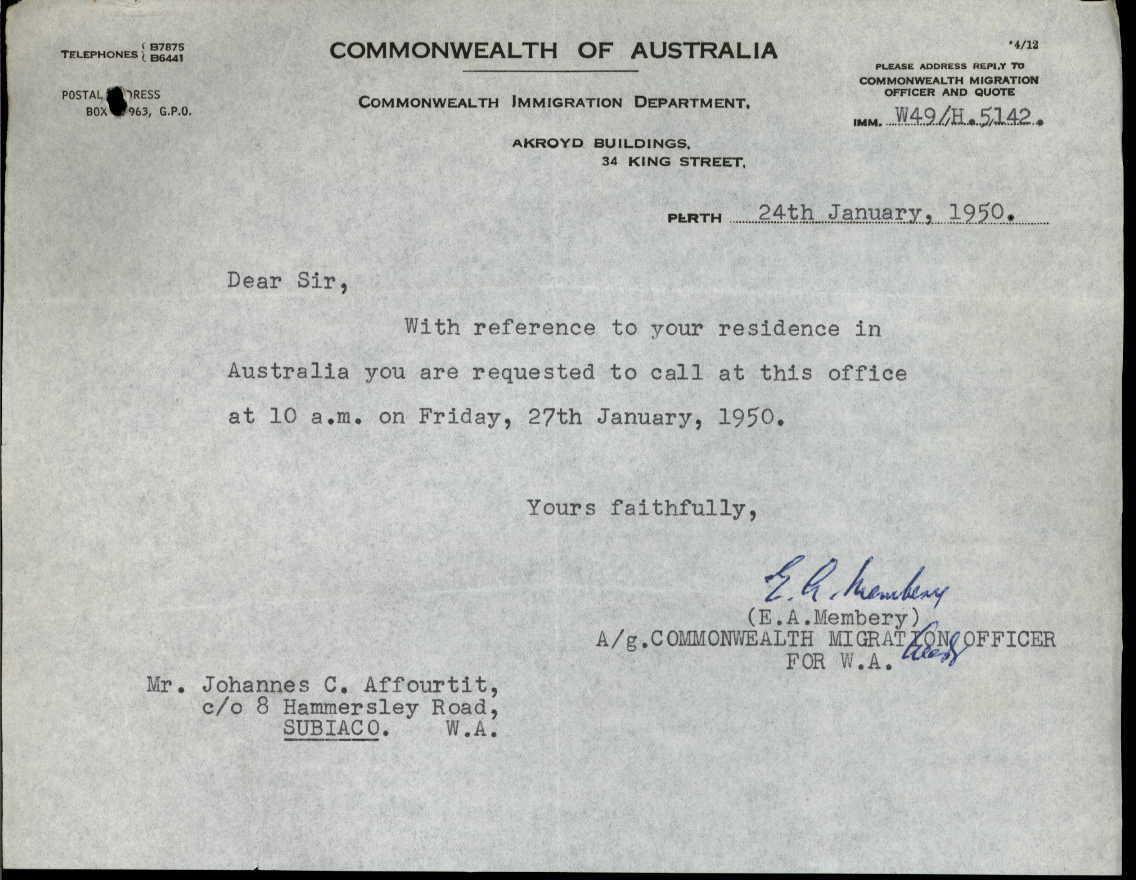 TELEPHONES { B7875
{ B6441
COMMONWEALTH OF AUSTRALIA
*4/12
PLEASE ADDRESS REPLY TO
COMMONWEALTH MIGRATION
OFFICER AND QUOTE
IMM. W49/H.5142.
POSTAL RESS
BOX 963, G.P.O.
COMMONWEALTH IMMIGRATION DEPARTMENT,
AKROYD BUILDINGS,
34 KING STREET,
PERTH 24th January, 1950.
Dear Sir,
With reference to your residence in
Australia you are requested to call at this office
at 10 a.m. on Friday, 27th January, 1950.
Yours faithfully,
E. A. Membery
(E.A.Membery)
A/g.COMMONWEALTH MIGRATION OFFICER
FOR W.A.
Mr. Johannes C. Affourtit,
c/o 8 Hammersley Road,
SUBIACO. W.A.